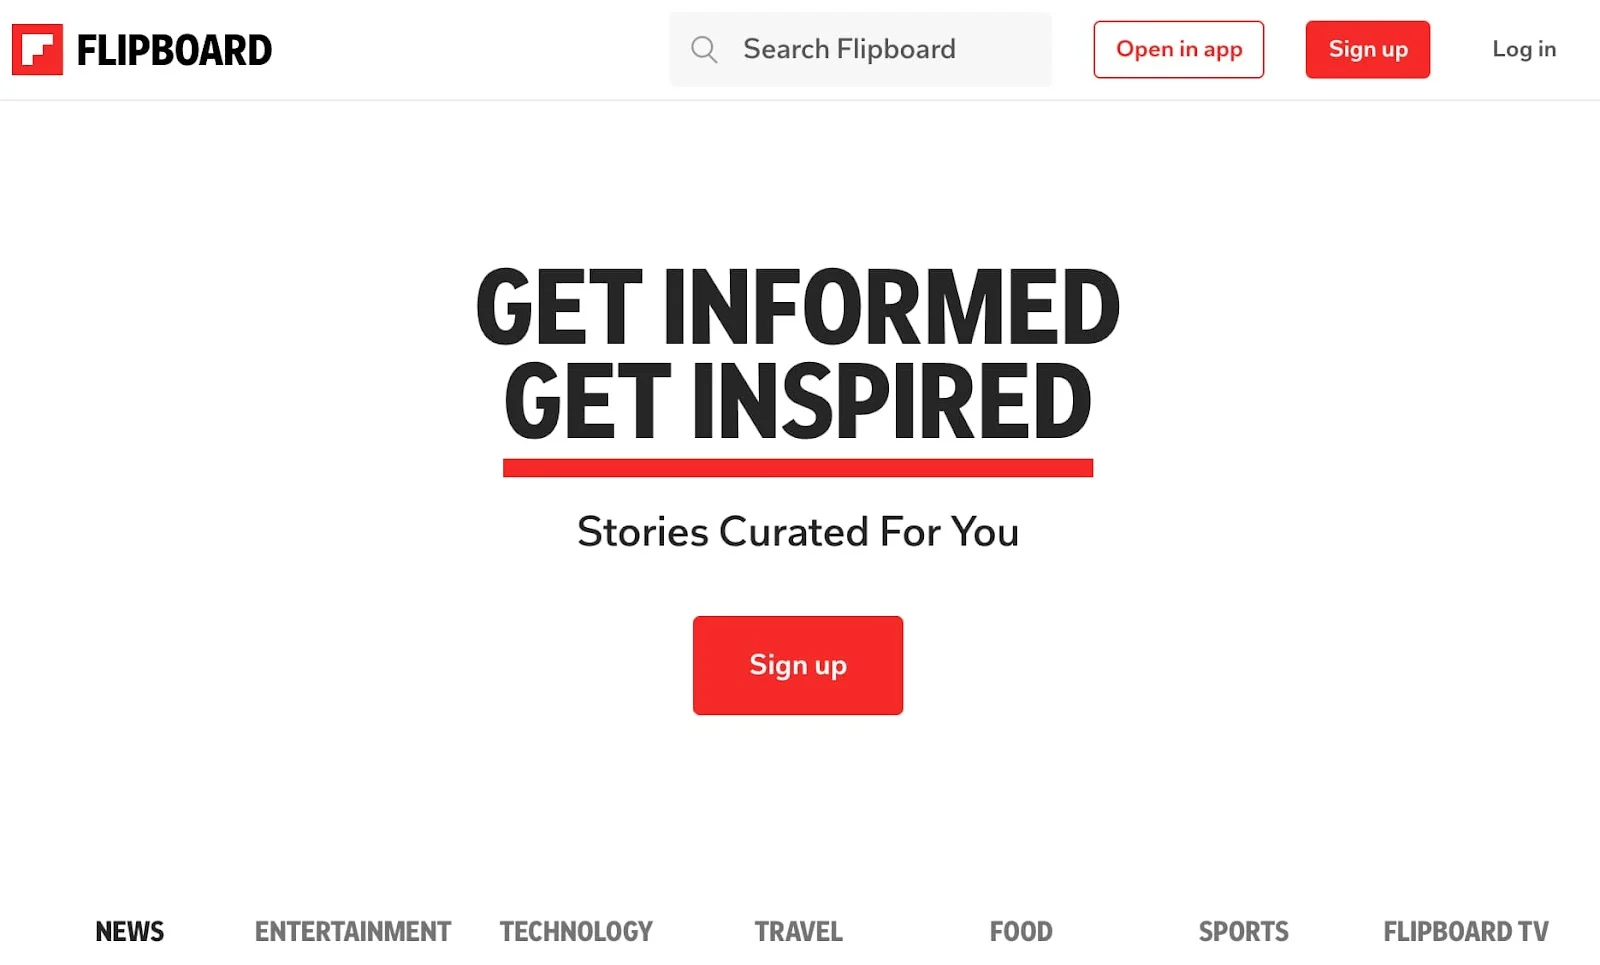 FLIPBOARD
Search Flipboard
Open in app
Sign up
Log in
GET INFORMED
GET INSPIRED
Stories Curated For You
Sign up
NEWS
ENTERTAINMENT
TECHNOLOGY
TRAVEL
FOOD
SPORTS
FLIPBOARD TV